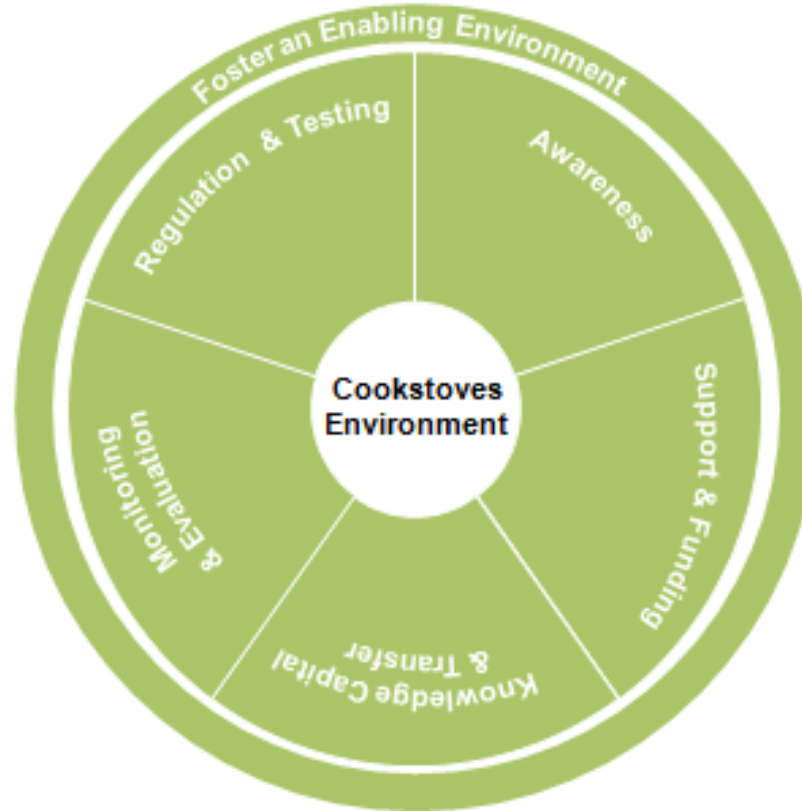 Foster an Enabling Environment
Regulation & Testing
Awareness
Cookstoves
Environment
Support & Funding
Monitoring
& Evaluation
Knowledge Capital
& Transfer